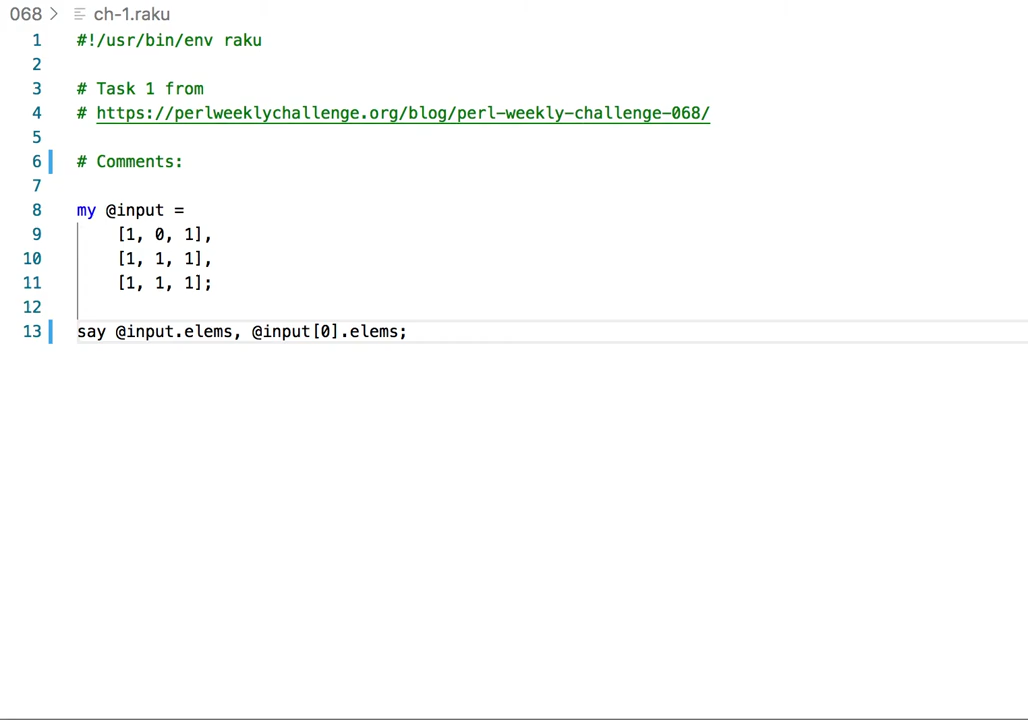 068 > ch-1.raku
1 #!/usr/bin/env raku
2
3 # Task 1 from
4 # https://perlweeklychallenge.org/blog/perl-weekly-challenge-068/
5
6 # Comments:
7
8 my @input =
9     [1, 0, 1],
10     [1, 1, 1],
11     [1, 1, 1];
12
13 say @input.elems, @input[0].elems;